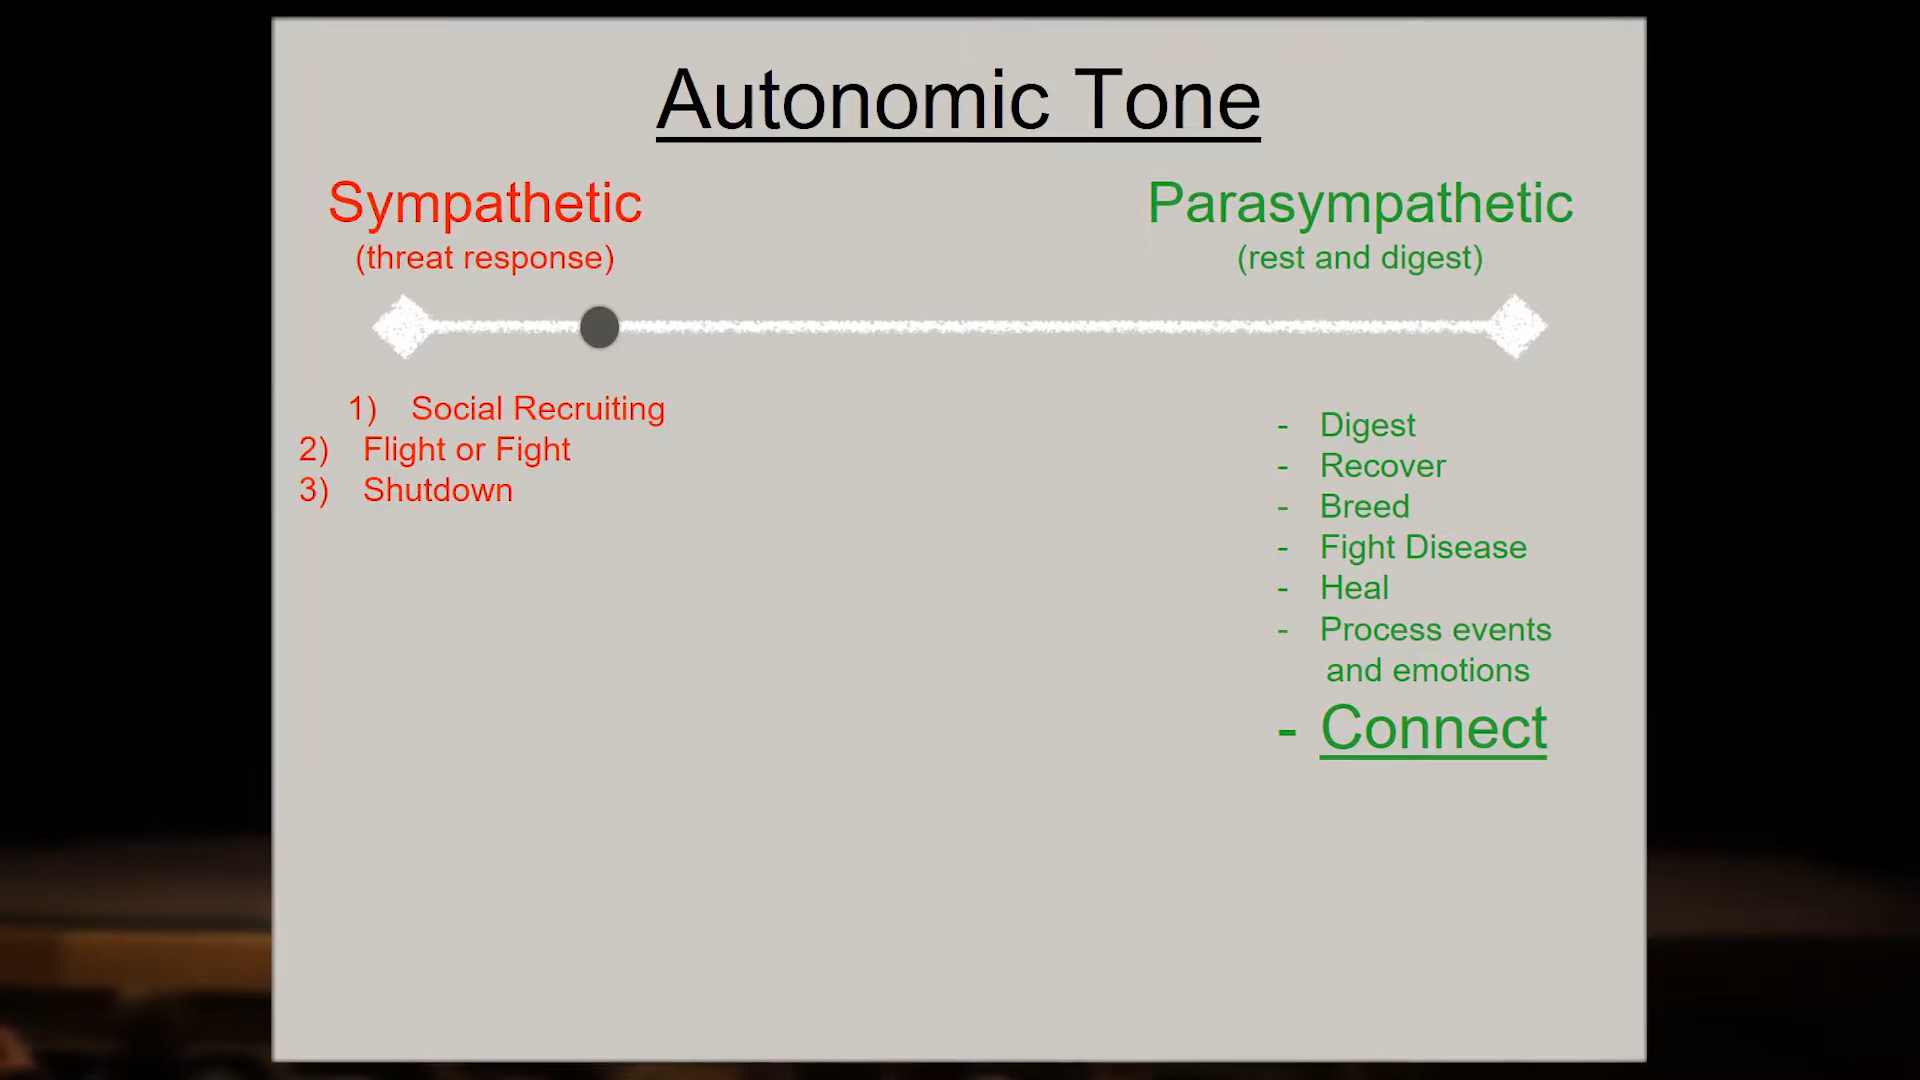 Autonomic Tone
Sympathetic
(threat response)
1) Social Recruiting
2) Flight or Fight
3) Shutdown
Parasympathetic
(rest and digest)
- Digest
- Recover
- Breed
- Fight Disease
- Heal
- Process events
and emotions
- Connect